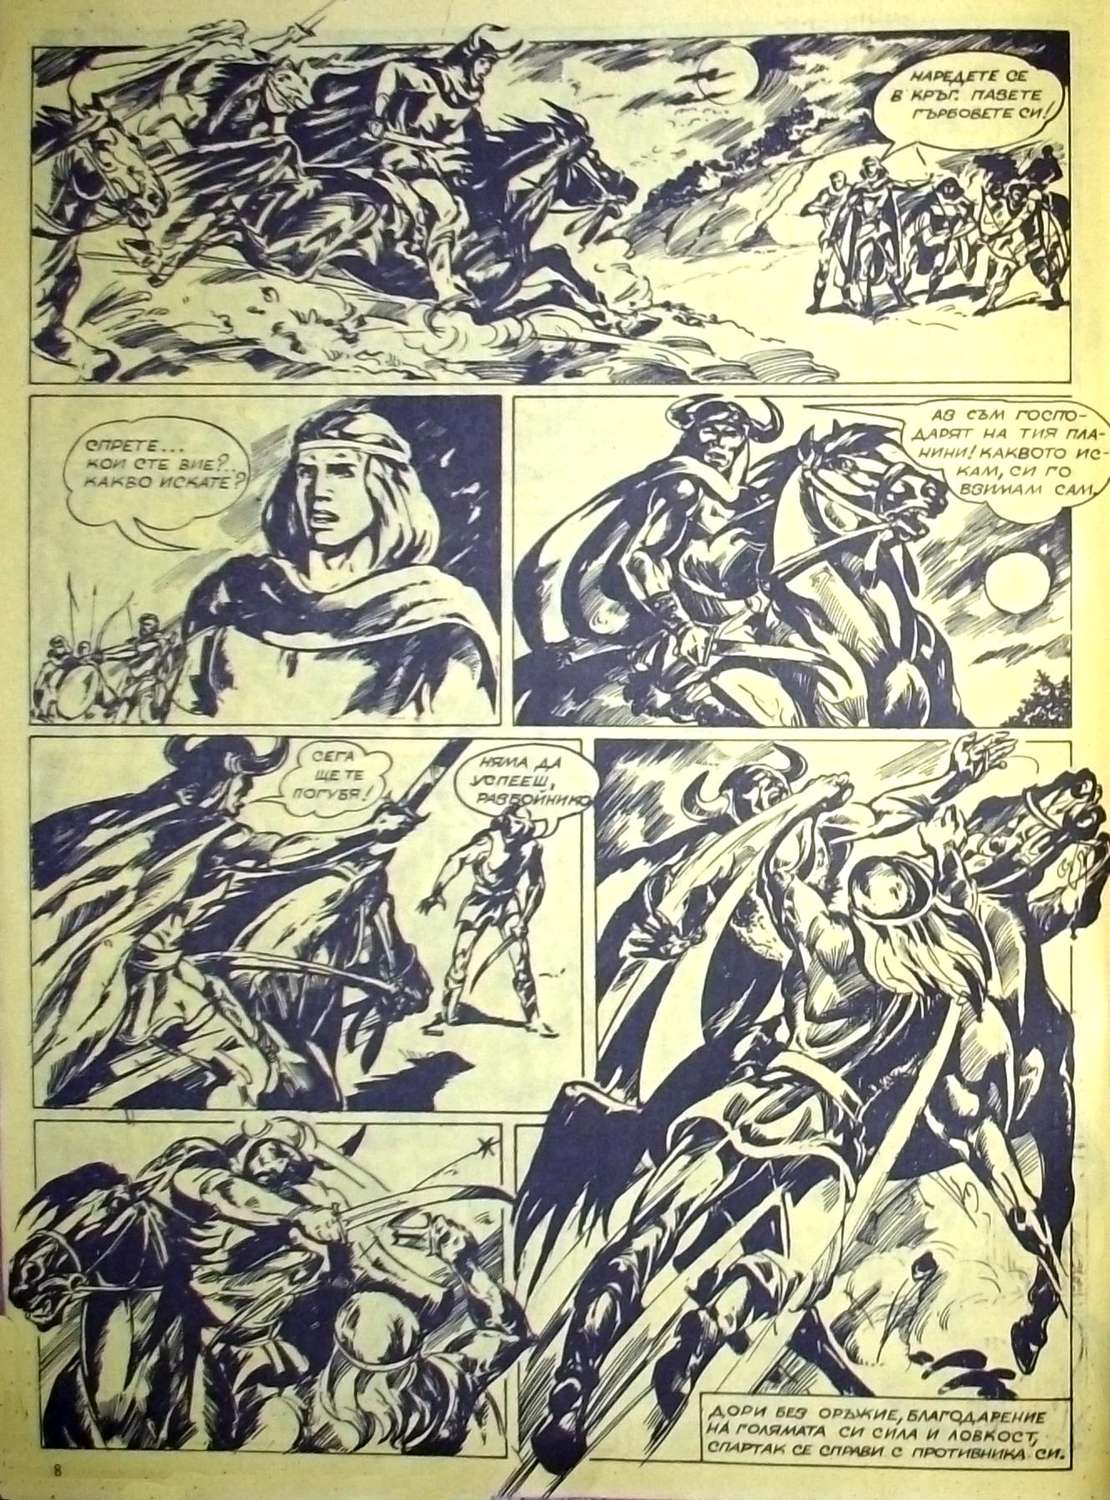 НАРЕДЕТЕ СЕ
В КРЪГ. ПАЗЕТЕ
ГЪРБОВЕТЕ СИ!
СПРЕТЕ...
КОИ СТЕ ВИЕ?..
КАКВО ИСКАТЕ?
АЗ СЪМ ГОСПО-
ДАРЯТ НА ТИЯ ПЛА-
НИНИ! КАКВОТО ИС-
КАМ, СИ ГО
ВЗИМАМ САМ.
СЕГА
ЩЕ ТЕ
ПОГУБЯ!
НЯМА ДА
УСПЕЕШ,
РАЗБОЙНИКО
ДОРИ БЕЗ ОРЪЖИЕ, БЛАГОДАРЕНИЕ
НА ГОЛЯМАТА СИ СИЛА И ЛОВКОСТ,
СПАРТАК СЕ СПРАВИ С ПРОТИВНИКА СИ.
8